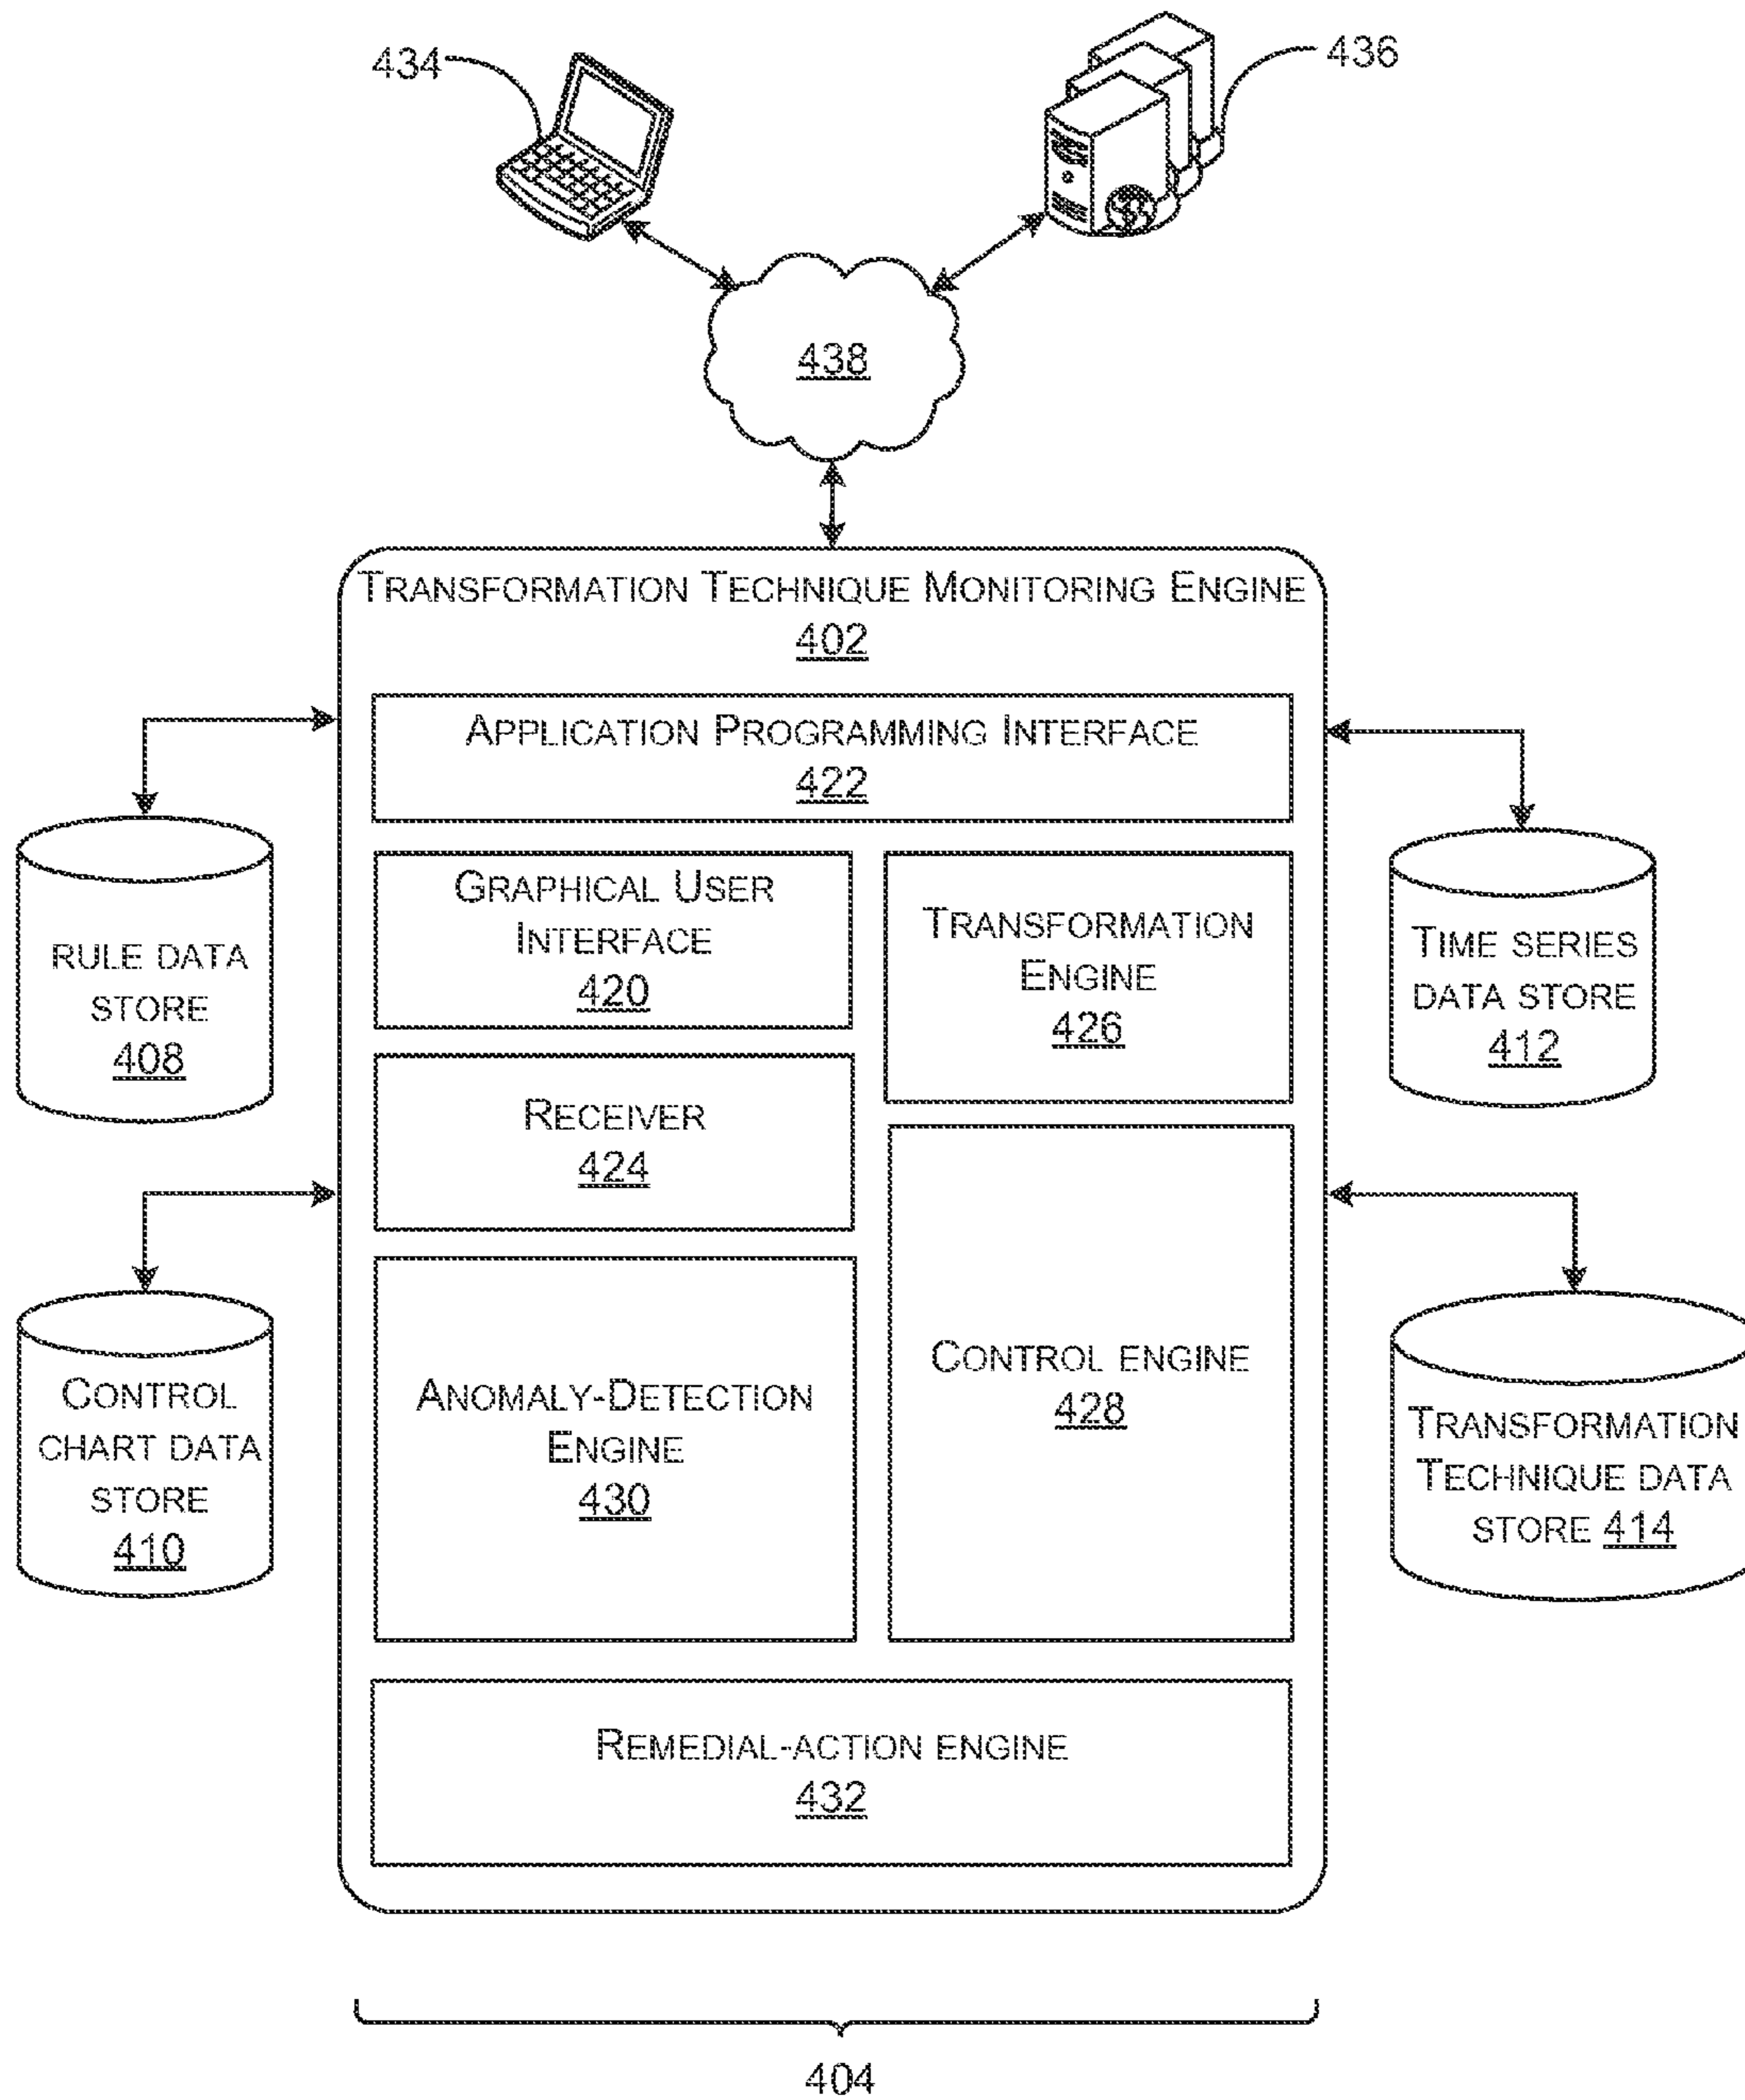 434
436
438
TRANSFORMATION TECHNIQUE MONITORING ENGINE
402
APPLICATION PROGRAMMING INTERFACE
422
GRAPHICAL USER
INTERFACE
420
TRANSFORMATION
ENGINE
426
RULE DATA
STORE
408
TIME SERIES
DATA STORE
412
RECEIVER
424
CONTROL ENGINE
428
ANOMALY-DETECTION
ENGINE
430
CONTROL
CHART DATA
STORE
410
TRANSFORMATION
TECHNIQUE DATA
STORE 414
REMEDIAL-ACTION ENGINE
432
404